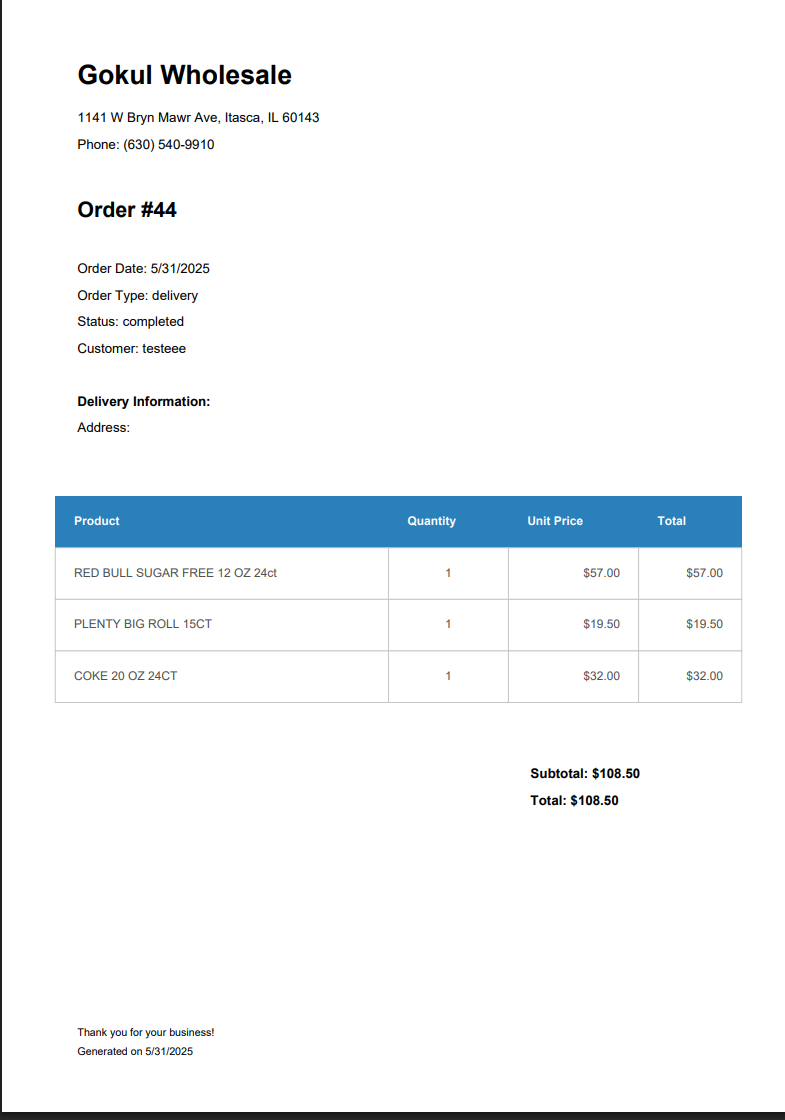 Gokul Wholesale
1141 W Bryn Mawr Ave, Itasca, IL 60143
Phone: (630) 540-9910
Order #44
Order Date: 5/31/2025
Order Type: delivery
Status: completed
Customer: testeee
Delivery Information:
Address:
Product Quantity Unit Price Total
RED BULL SUGAR FREE 12 OZ 24ct 1 $57.00 $57.00
PLENTY BIG ROLL 15CT 1 $19.50 $19.50
COKE 20 OZ 24CT 1 $32.00 $32.00
Subtotal: $108.50
Total: $108.50
Thank you for your business!
Generated on 5/31/2025